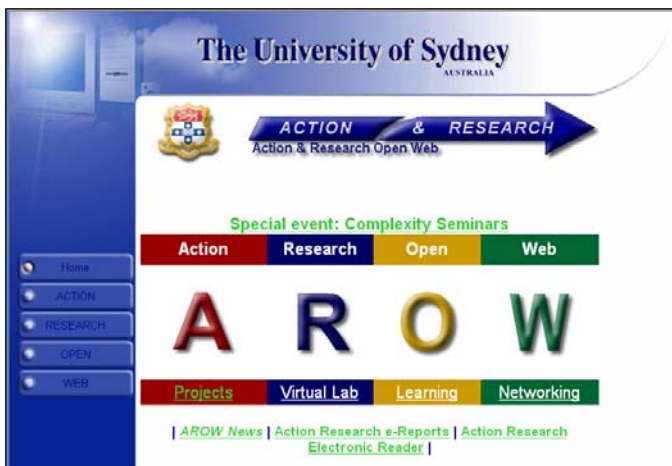 The University of Sydney
AUSTRALIA
ACTION & RESEARCH
Action & Research Open Web
Special event: Complexity Seminars
Action Research Open Web
Home
ACTION
RESEARCH
OPEN
WEB
A R O W
Projects Virtual Lab Learning Networking
| AROW News | Action Research e-Reports | Action Research
Electronic Reader |